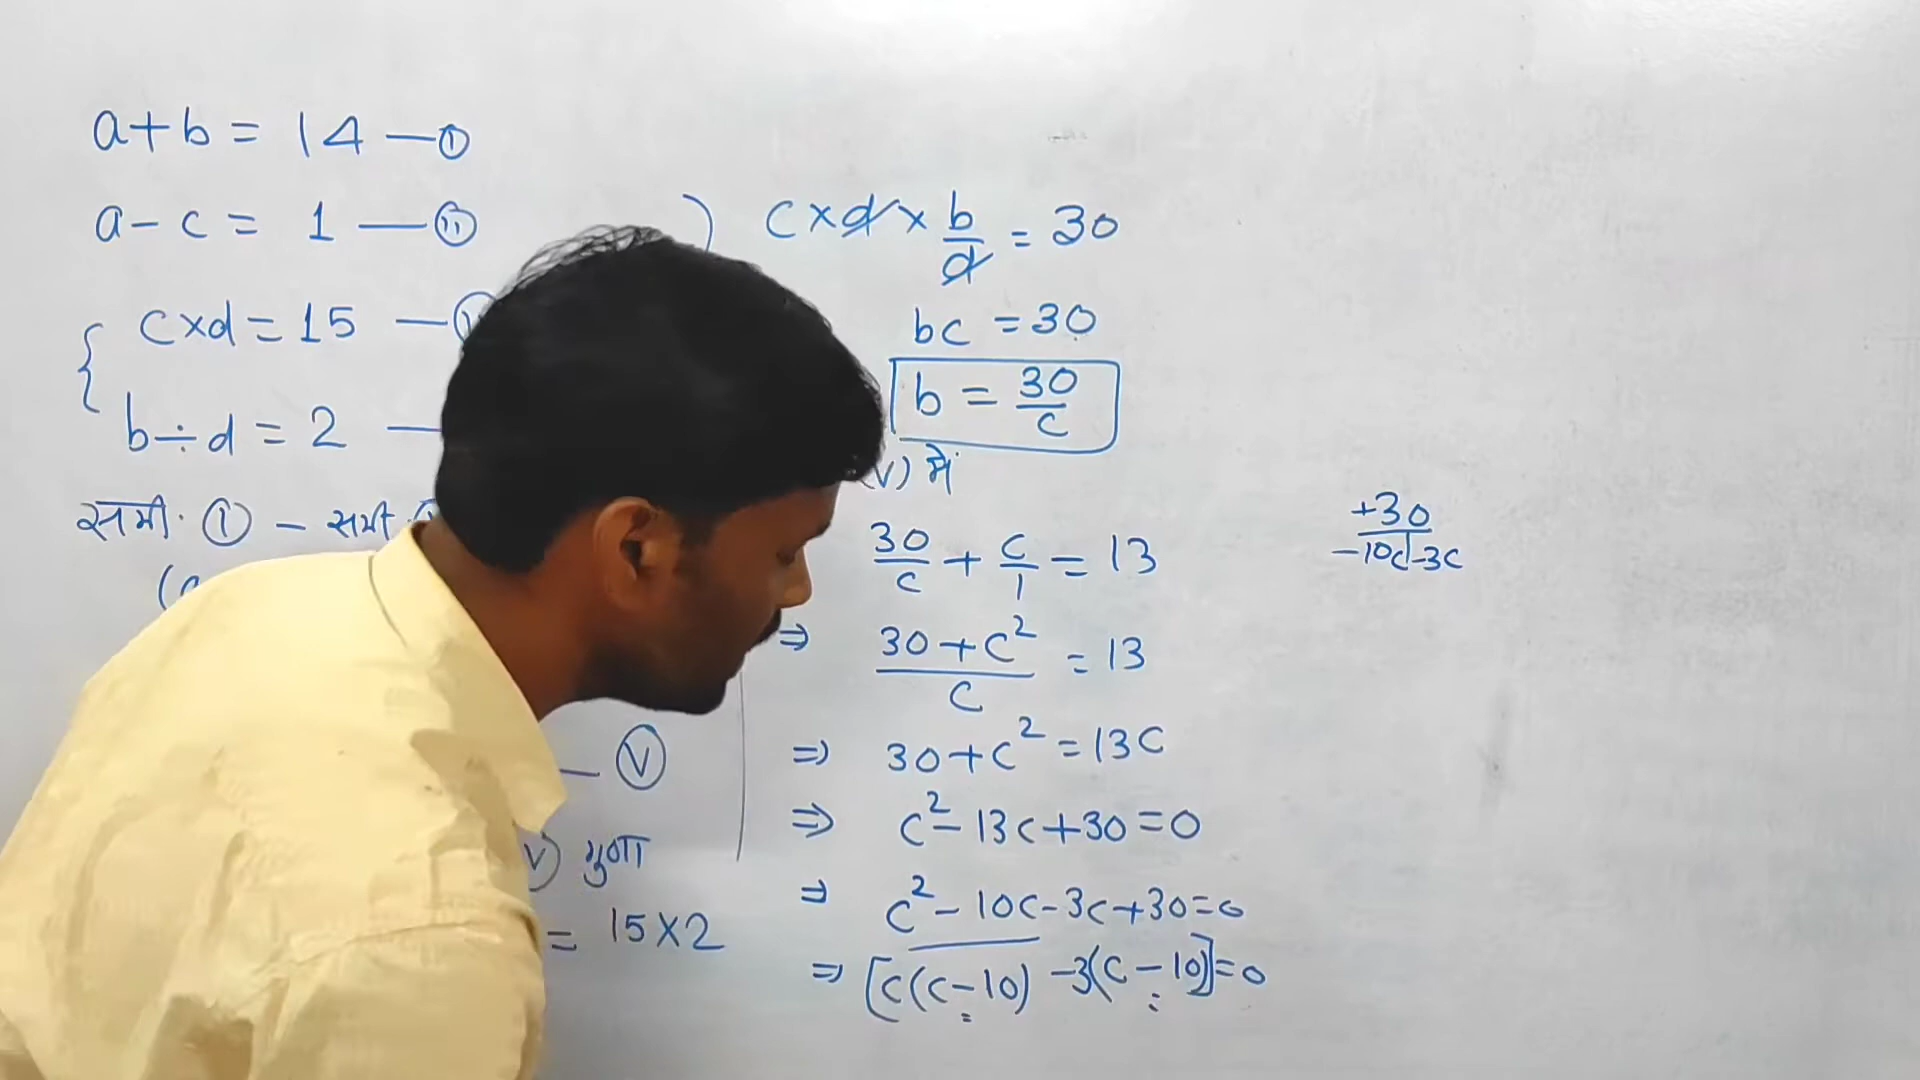 a + b = 14 — ①
a - c = 1 — ⑪
c × d = 15 —
b ÷ d = 2 —
समी. ① - समी.
— Ⓥ
गुणा
= 15 × 2
c × d × b/d = 30
bc = 30
b = 30/c
में
30/c + c/1 = 13
⇒ (30 + c²)/c = 13
⇒ 30 + c² = 13c
⇒ c² - 13c + 30 = 0
⇒ c² - 10c - 3c + 30 = 0
⇒ [c(c - 10) - 3(c - 10)] = 0
+30
-10c -3c